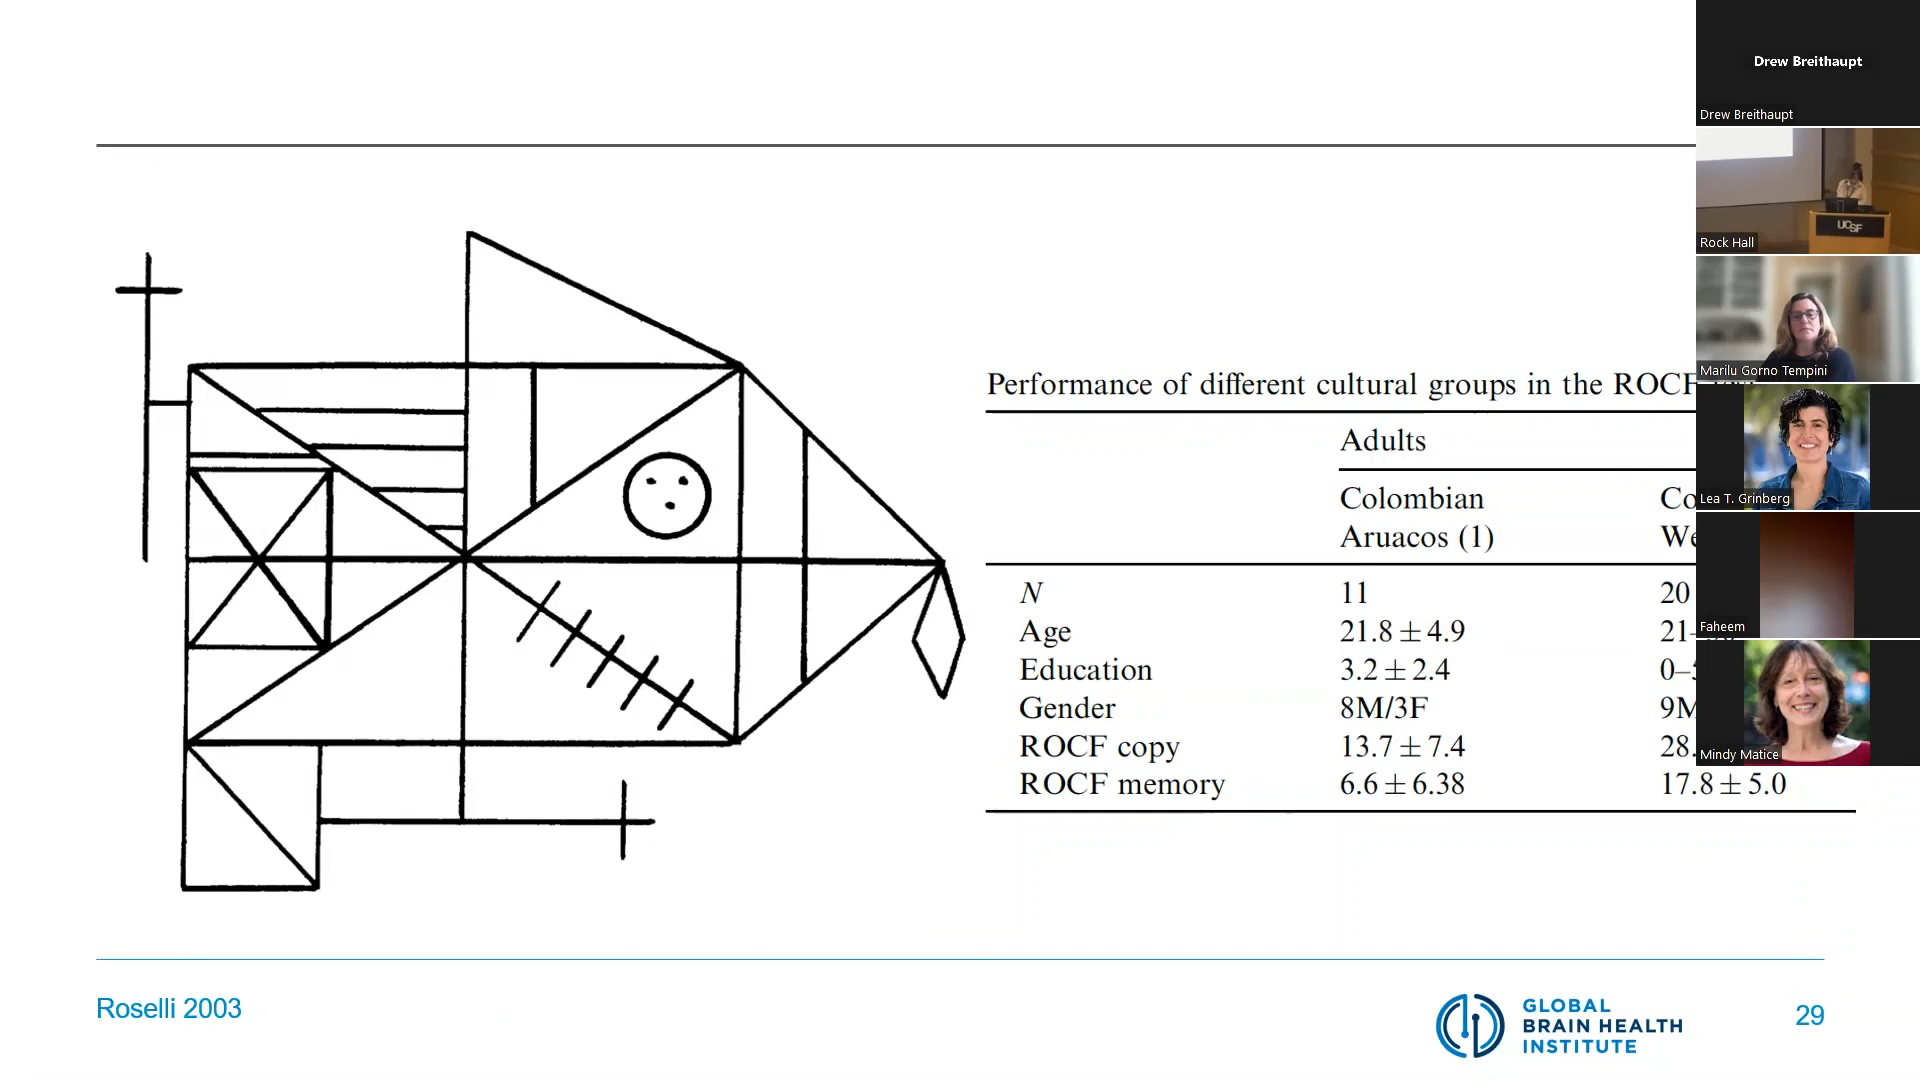 Performance of different cultural groups in the ROCF
Adults
Colombian
Aruacos (1)
N 11 20
Age 21.8 ± 4.9
Education 3.2 ± 2.4
Gender 8M/3F
ROCF copy 13.7 ± 7.4
ROCF memory 6.6 ± 6.38 17.8 ± 5.0
Roselli 2003
GLOBAL
BRAIN HEALTH
INSTITUTE
29
Drew Breithaupt
Drew Breithaupt
UCSF
Rock Hall
Marilu Gorno Tempini
Lea T. Grinberg
Faheem
Mindy Matice